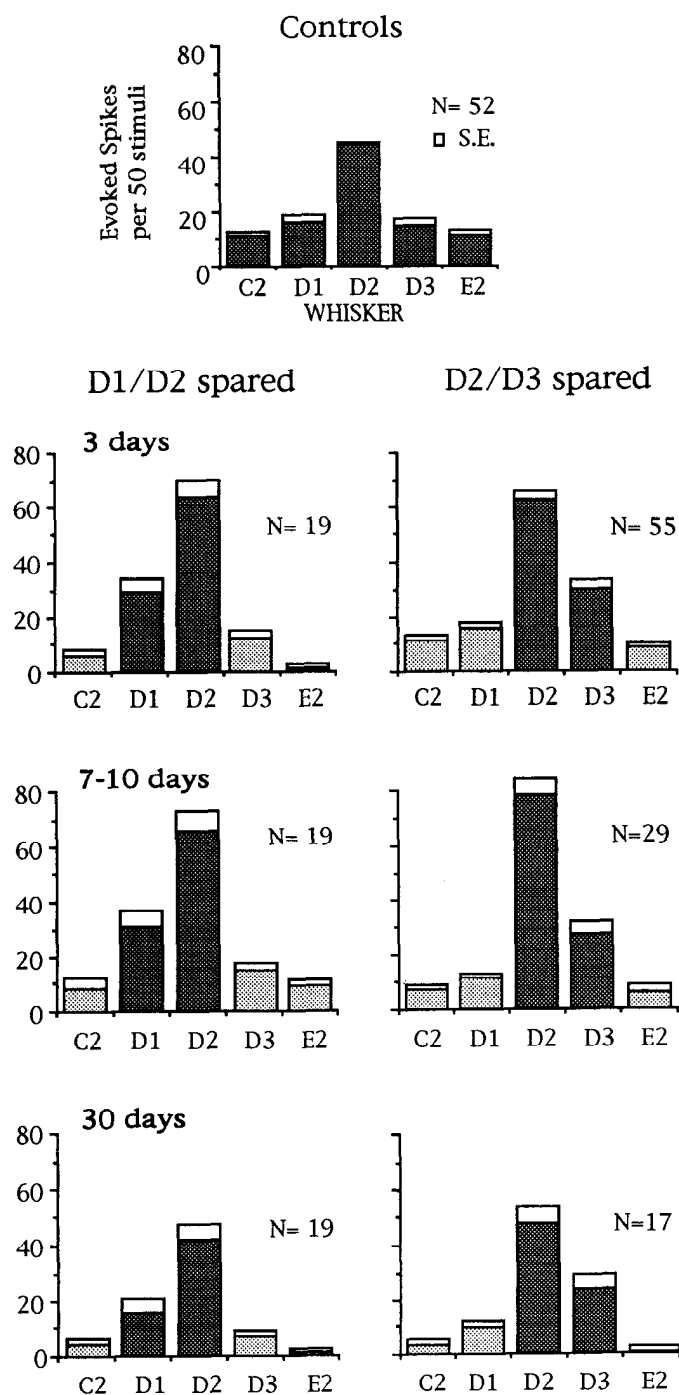 Controls
Evoked Spikes
per 50 stimuli
80
60
40
20
0
N= 52
S.E.
C2 D1 D2 D3 E2
WHISKER
D1/D2 spared
D2/D3 spared
3 days
80
60
40
20
0
N= 19
C2 D1 D2 D3 E2
N= 55
C2 D1 D2 D3 E2
7-10 days
80
60
40
20
0
N= 19
C2 D1 D2 D3 E2
N=29
C2 D1 D2 D3 E2
30 days
80
60
40
20
0
N= 19
C2 D1 D2 D3 E2
N=17
C2 D1 D2 D3 E2